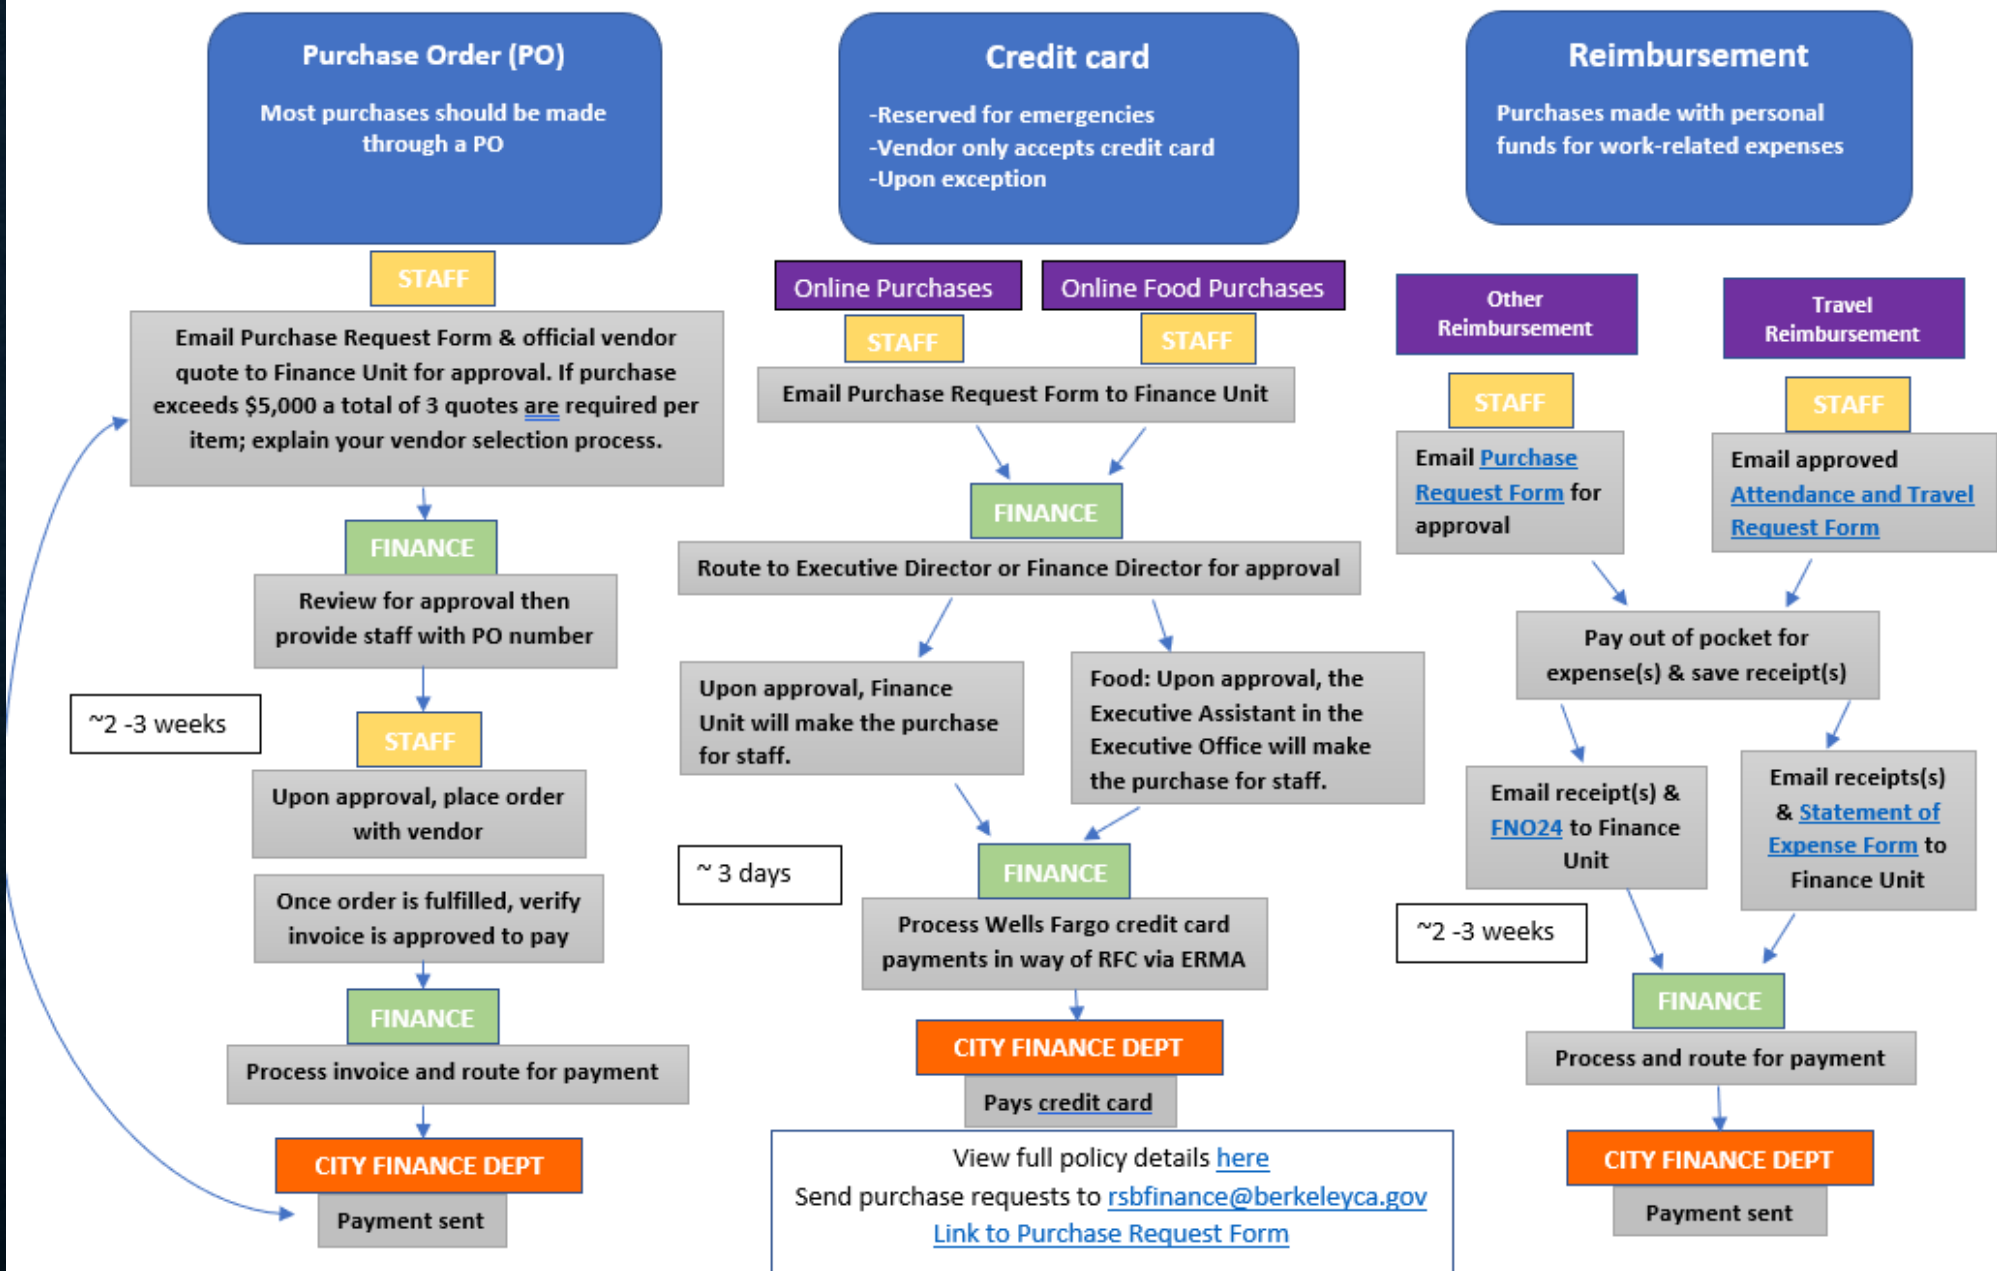 Purchase Order (PO)
Most purchases should be made
through a PO
STAFF
Email Purchase Request Form & official vendor
quote to Finance Unit for approval. If purchase
exceeds $5,000 a total of 3 quotes are required per
item; explain your vendor selection process.
FINANCE
Review for approval then
provide staff with PO number
~2 -3 weeks
STAFF
Upon approval, place order
with vendor
Once order is fulfilled, verify
invoice is approved to pay
FINANCE
Process invoice and route for payment
CITY FINANCE DEPT
Payment sent
Credit card
-Reserved for emergencies
-Vendor only accepts credit card
-Upon exception
Online Purchases
Online Food Purchases
STAFF
STAFF
Email Purchase Request Form to Finance Unit
FINANCE
Route to Executive Director or Finance Director for approval
Upon approval, Finance
Unit will make the purchase
for staff.
Food: Upon approval, the
Executive Assistant in the
Executive Office will make
the purchase for staff.
~ 3 days
FINANCE
Process Wells Fargo credit card
payments in way of RFC via ERMA
CITY FINANCE DEPT
Pays credit card
View full policy details here
Send purchase requests to rsbfinance@berkeleyca.gov
Link to Purchase Request Form
Reimbursement
Purchases made with personal
funds for work-related expenses
Other
Reimbursement
Travel
Reimbursement
STAFF
STAFF
Email Purchase
Request Form for
approval
Email approved
Attendance and Travel
Request Form
Pay out of pocket for
expense(s) & save receipt(s)
Email receipt(s) &
FNO24 to Finance
Unit
Email receipts(s)
& Statement of
Expense Form to
Finance Unit
~2 -3 weeks
FINANCE
Process and route for payment
CITY FINANCE DEPT
Payment sent